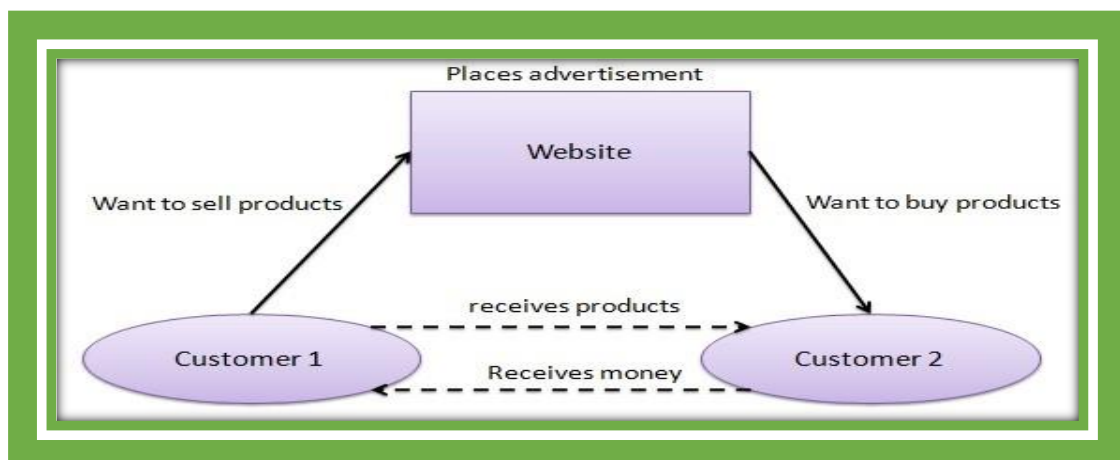 Places advertisement
Website
Want to sell products
Want to buy products
receives products
Customer 1
Customer 2
Receives money